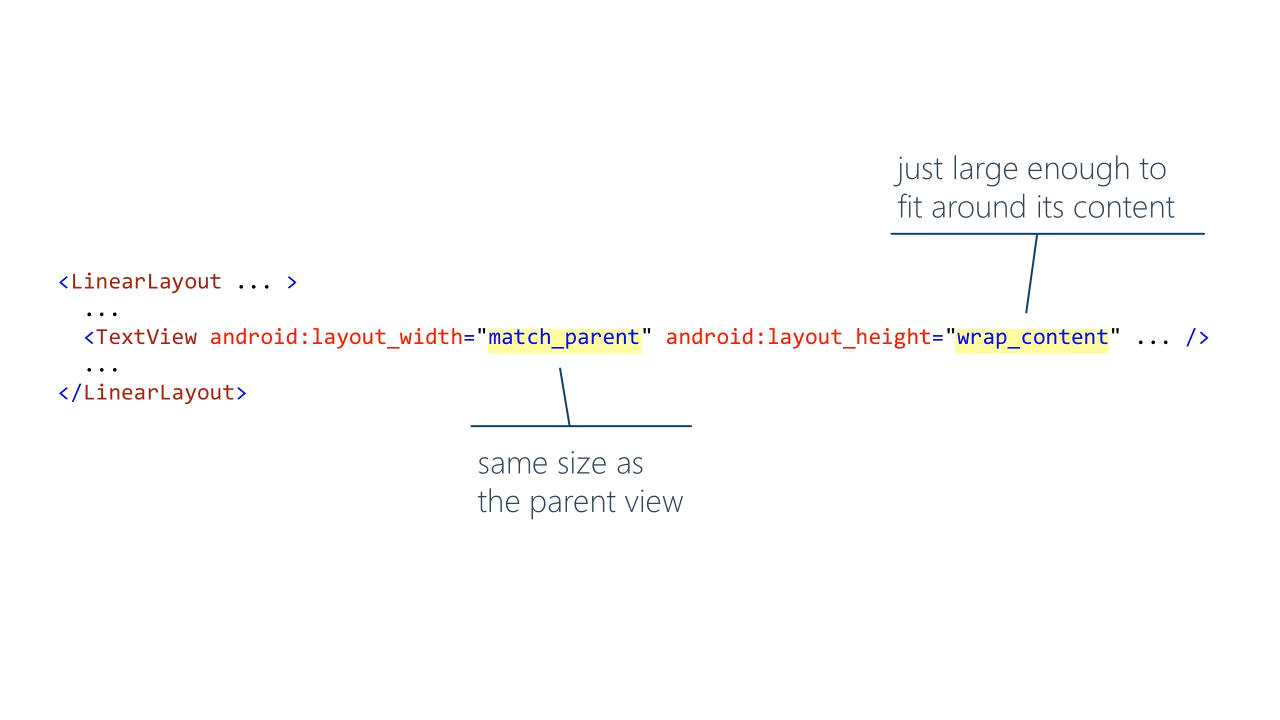 just large enough to
fit around its content
<LinearLayout ... >
...
<TextView android:layout_width="match_parent" android:layout_height="wrap_content" ... />
...
</LinearLayout>
same size as
the parent view